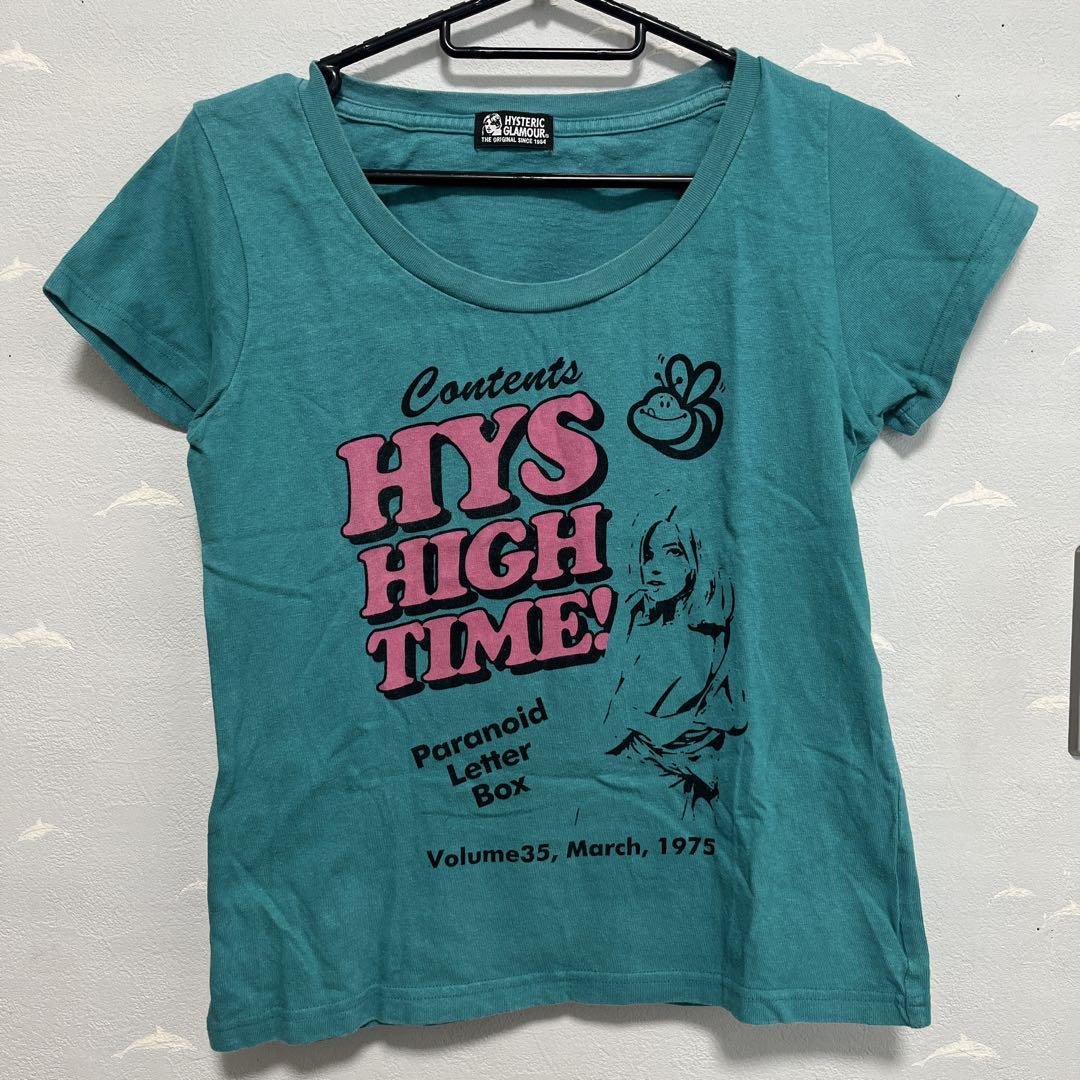 HYSTERIC
GLAMOUR®
THE ORIGINAL SINCE 1984
Contents
HYS
HIGH
TIME!
Paranoid
Letter
Box
Volume35, March, 1975